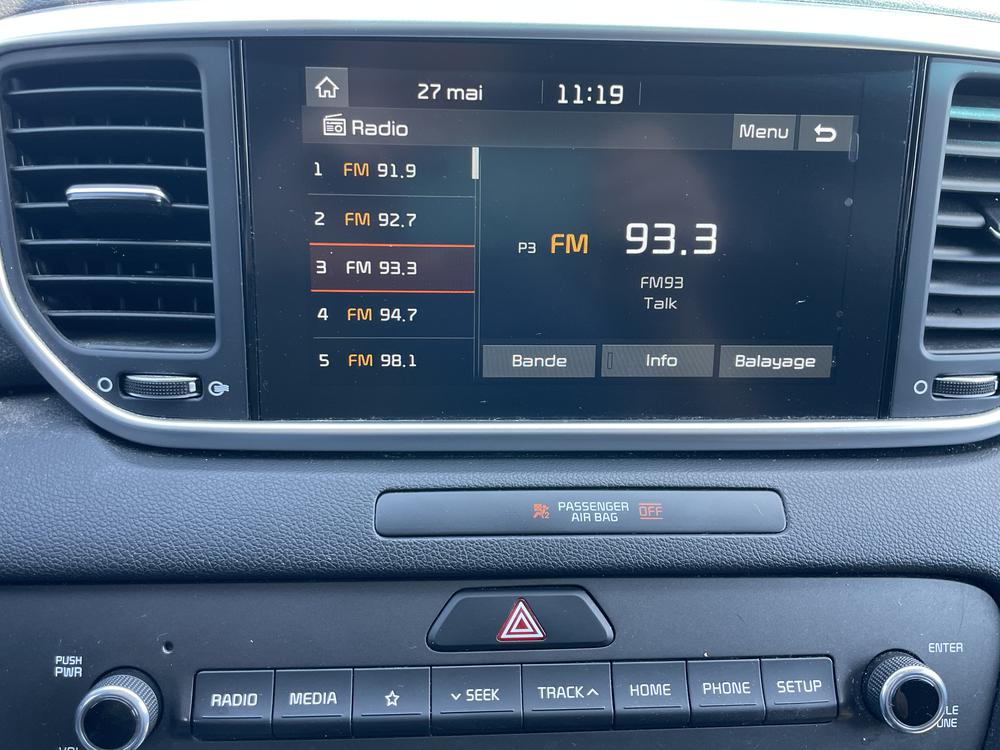 27 mai 11:19
Radio Menu
1 FM 91.9
2 FM 92.7
3 FM 93.3
4 FM 94.7
5 FM 98.1
P3 FM 93.3
FM93
Talk
Bande Info Balayage
PASSENGER
AIR BAG OFF
PUSH
PWR
ENTER
RADIO MEDIA SEEK TRACK HOME PHONE SETUP